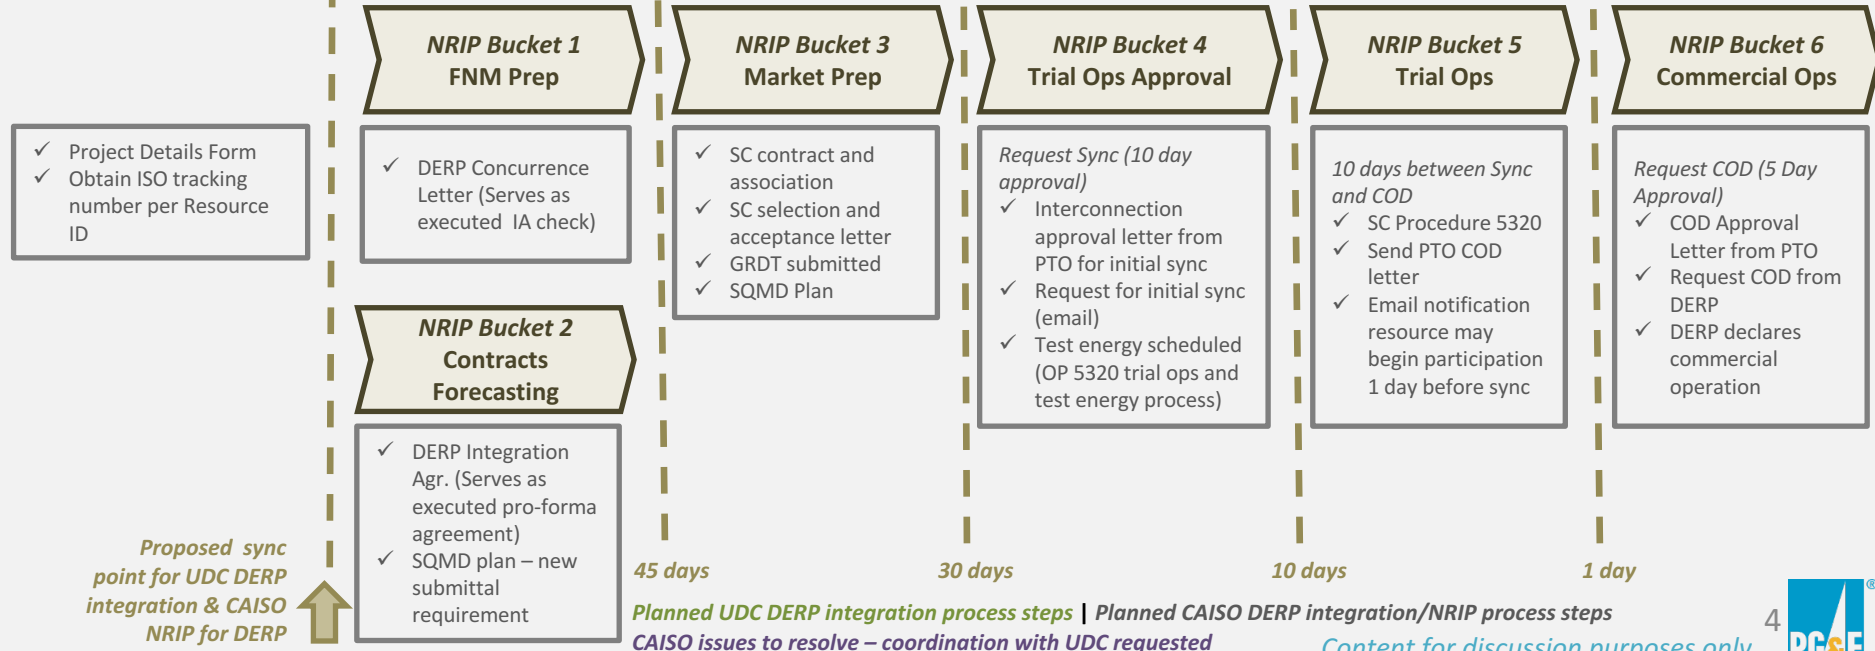 NRIP Bucket 1
FNM Prep
NRIP Bucket 3
Market Prep
NRIP Bucket 4
Trial Ops Approval
NRIP Bucket 5
Trial Ops
NRIP Bucket 6
Commercial Ops
✓ Project Details Form
✓ Obtain ISO tracking
number per Resource
ID
✓ DERP Concurrence
Letter (Serves as
executed IA check)
NRIP Bucket 2
Contracts
Forecasting
✓ DERP Integration
Agr. (Serves as
executed pro-forma
agreement)
✓ SQMD plan – new
submittal
requirement
✓ SC contract and
association
✓ SC selection and
acceptance letter
✓ GRDT submitted
✓ SQMD Plan
Request Sync (10 day
approval)
✓ Interconnection
approval letter from
PTO for initial sync
✓ Request for initial sync
(email)
✓ Test energy scheduled
(OP 5320 trial ops and
test energy process)
10 days between Sync
and COD
✓ SC Procedure 5320
✓ Send PTO COD
letter
✓ Email notification
resource may
begin participation
1 day before sync
Request COD (5 Day
Approval)
✓ COD Approval
Letter from PTO
✓ Request COD from
DERP
✓ DERP declares
commercial
operation
Proposed sync
point for UDC DERP
integration & CAISO
NRIP for DERP
45 days
30 days
10 days
1 day
Planned UDC DERP integration process steps | Planned CAISO DERP integration/NRIP process steps
CAISO issues to resolve – coordination with UDC requested
Content for discussion purposes only
4
PG&E
®